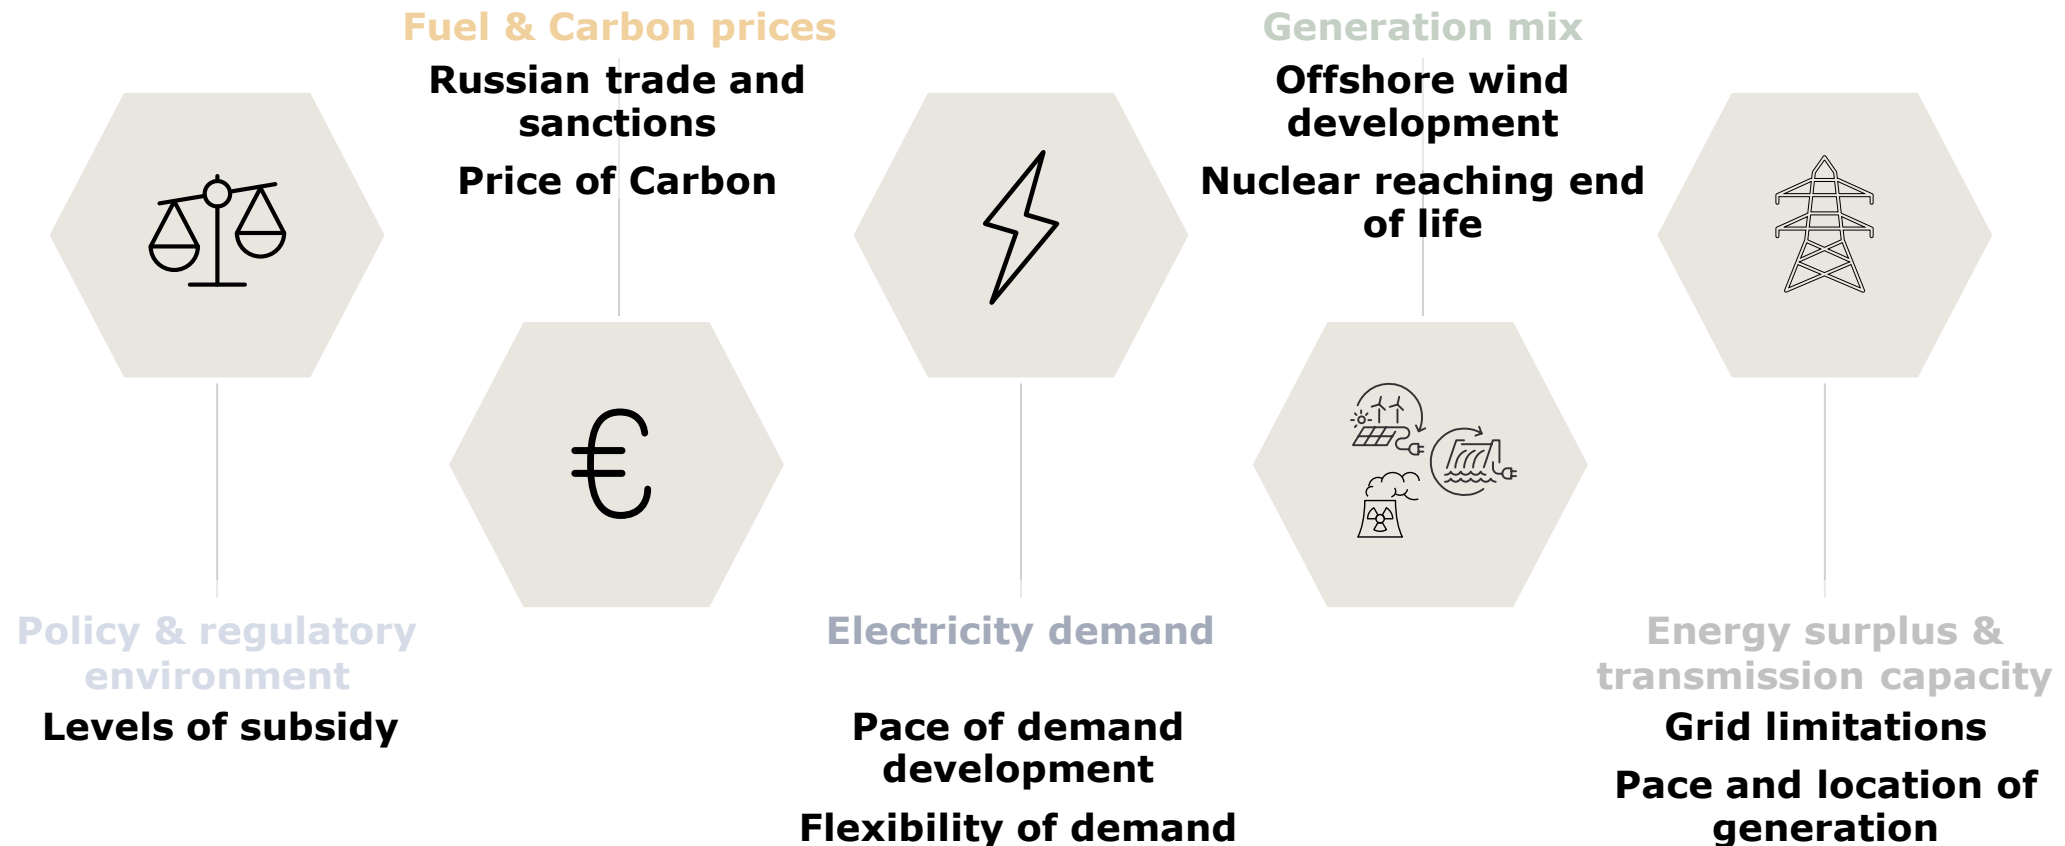 Fuel & Carbon prices
Russian trade and
sanctions
Price of Carbon
Generation mix
Offshore wind
development
Nuclear reaching end
of life
€
Policy & regulatory
environment
Levels of subsidy
Electricity demand
Pace of demand
development
Flexibility of demand
Energy surplus &
transmission capacity
Grid limitations
Pace and location of
generation